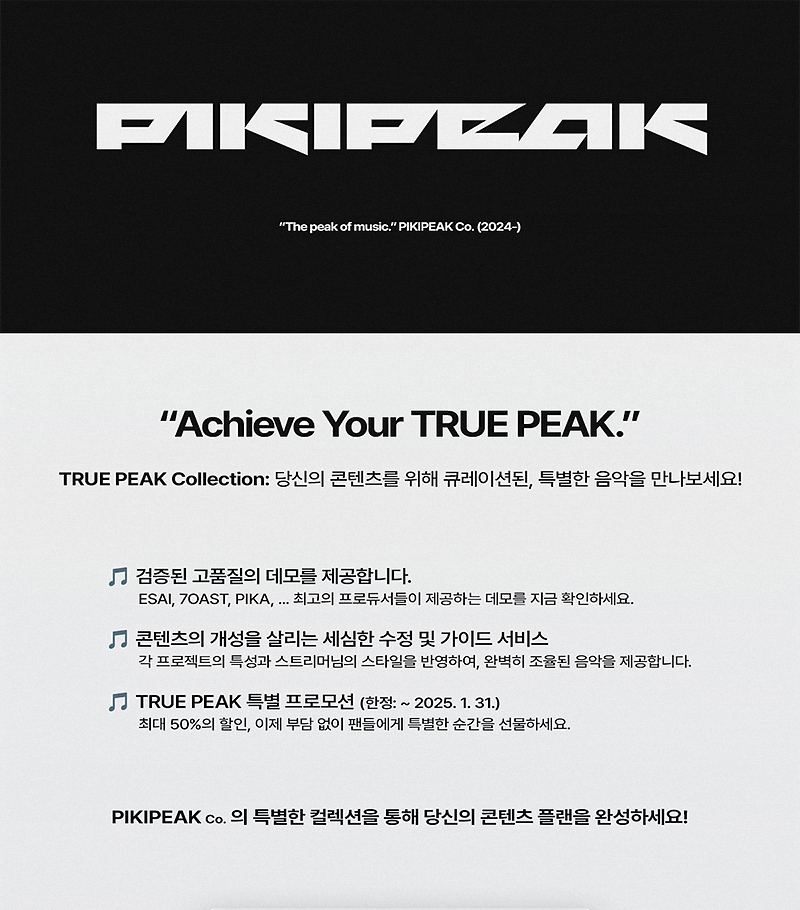 PIKIPEAK
“The peak of music.” PIKIPEAK Co. (2024-)
“Achieve Your TRUE PEAK.”
TRUE PEAK Collection: 당신의 콘텐츠를 위해 큐레이션된, 특별한 음악을 만나보세요!
🎵 검증된 고품질의 데모를 제공합니다.
ESAI, 7OAST, PIKA, ... 최고의 프로듀서들이 제공하는 데모를 지금 확인하세요.
🎵 콘텐츠의 개성을 살리는 세심한 수정 및 가이드 서비스
각 프로젝트의 특성과 스트리머님의 스타일을 반영하여, 완벽히 조율된 음악을 제공합니다.
🎵 TRUE PEAK 특별 프로모션 (한정: ~ 2025. 1. 31.)
최대 50%의 할인, 이제 부담 없이 팬들에게 특별한 순간을 선물하세요.
PIKIPEAK Co. 의 특별한 컬렉션을 통해 당신의 콘텐츠 플랜을 완성하세요!